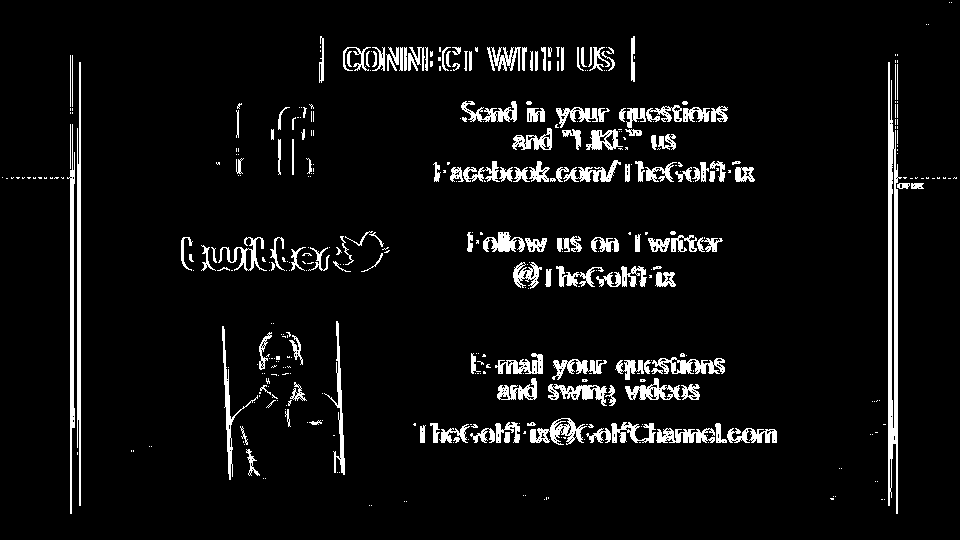 CONNECT WITH US
f
Send in your questions
and "LIKE" us
Facebook.com/TheGolfFix
twitter
Follow us on Twitter
@TheGolfFix
E-mail your questions
and swing videos
TheGolfFix@GolfChannel.com